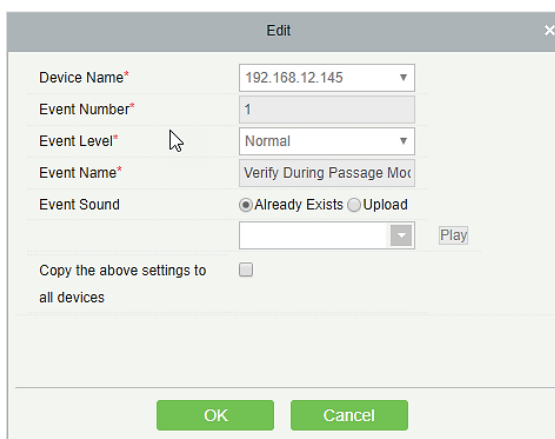 Edit
Device Name* 192.168.12.145
Event Number* 1
Event Level* Normal
Event Name* Verify During Passage
Event Sound Already Exists Upload
Play
Copy the above settings to
all devices
OK Cancel